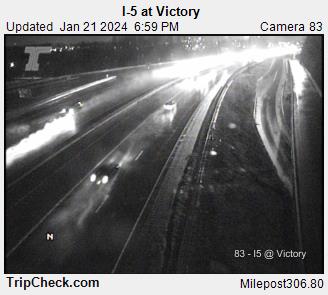 I-5 at Victory
Updated Jan 21 2024 6:59 PM Camera 83
N
83 - I5 @ Victory
TripCheck.com Milepost306.80